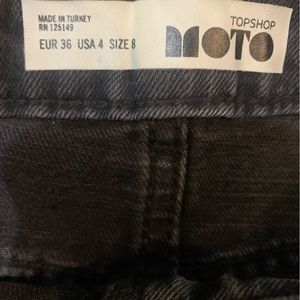 MADE IN TURKEY
RN 125149
EUR 36 USA 4 SIZE 8
TOPSHOP
MOTO